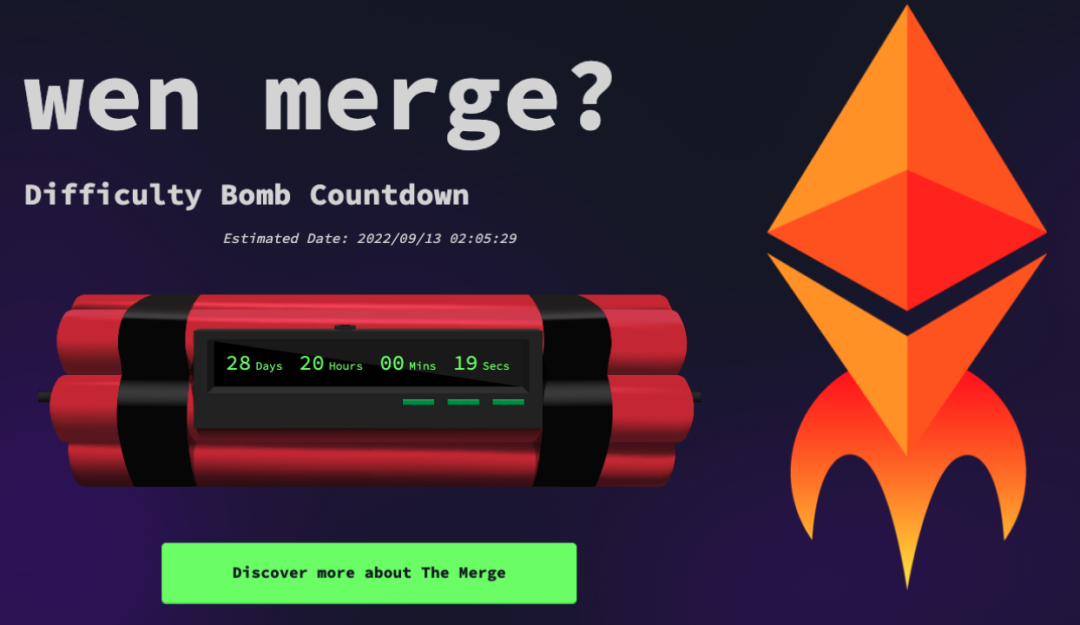 wen merge?
Difficulty Bomb Countdown
Estimated Date: 2022/09/13 02:05:29
28 Days 20 Hours 00 Mins 19 Secs
Discover more about The Merge